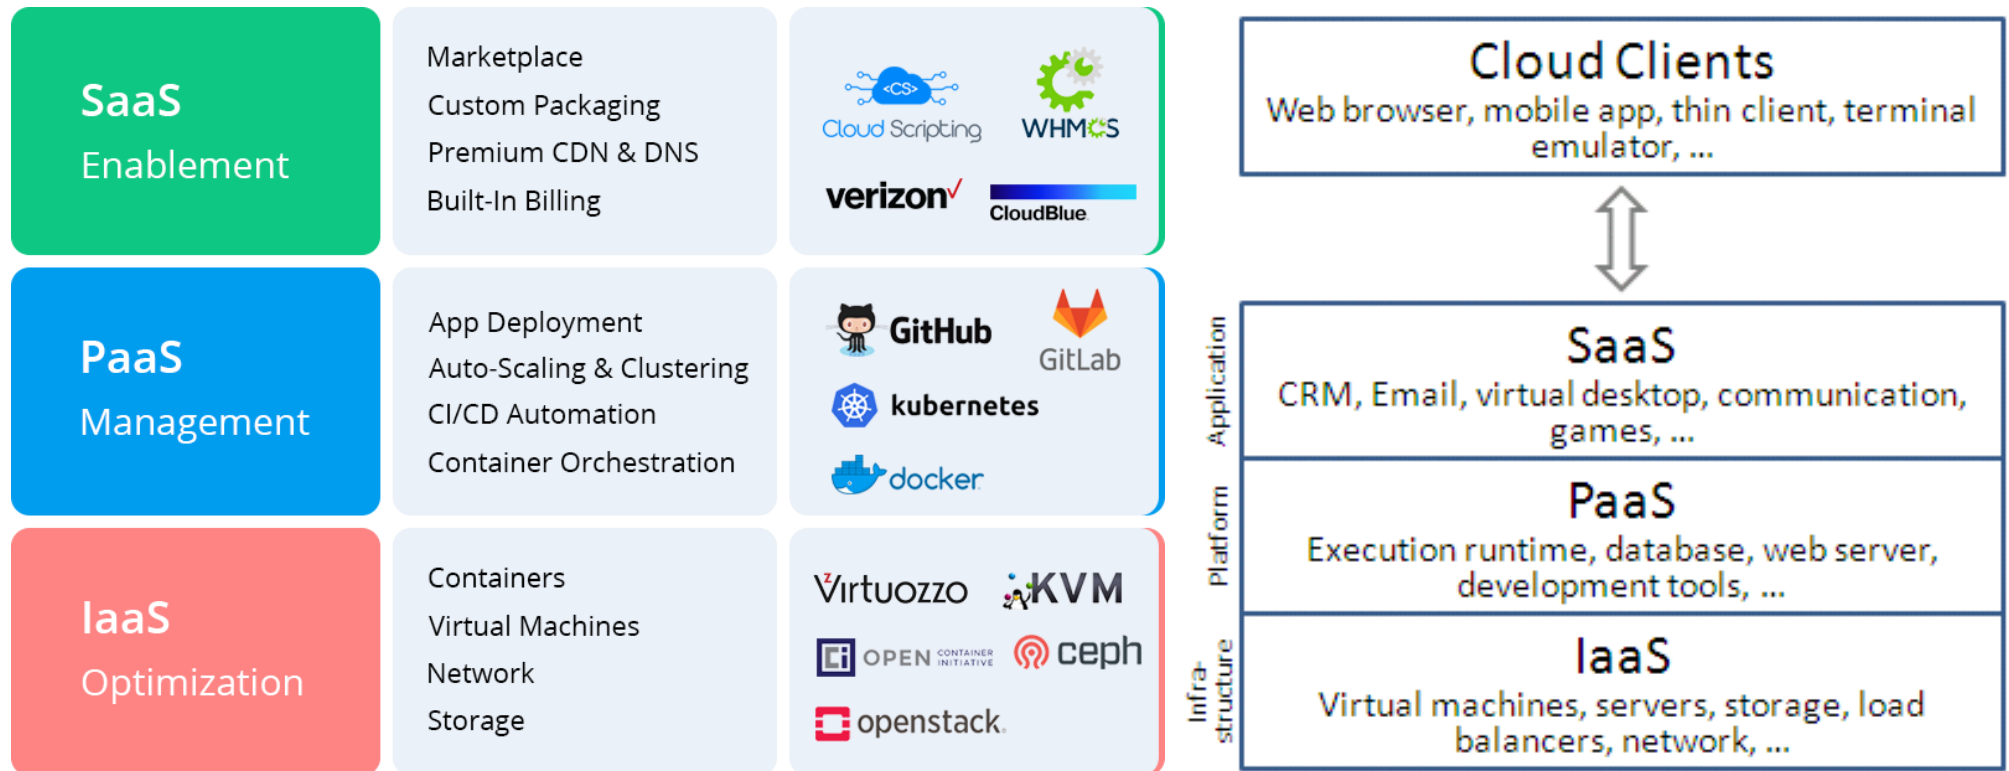 SaaS
Enablement
Marketplace
Custom Packaging
Premium CDN & DNS
Built-In Billing
<CS>
Cloud Scripting
WHMCS
verizon
CloudBlue
PaaS
Management
App Deployment
Auto-Scaling & Clustering
CI/CD Automation
Container Orchestration
GitHub
GitLab
kubernetes
docker
IaaS
Optimization
Containers
Virtual Machines
Network
Storage
Virtuozzo
KVM
OPEN CONTAINER
INITIATIVE
ceph
openstack.
Cloud Clients
Web browser, mobile app, thin client, terminal
emulator, ...
Application
SaaS
CRM, Email, virtual desktop, communication,
games, ...
Platform
PaaS
Execution runtime, database, web server,
development tools, ...
Infra-
structure
IaaS
Virtual machines, servers, storage, load
balancers, network, ...